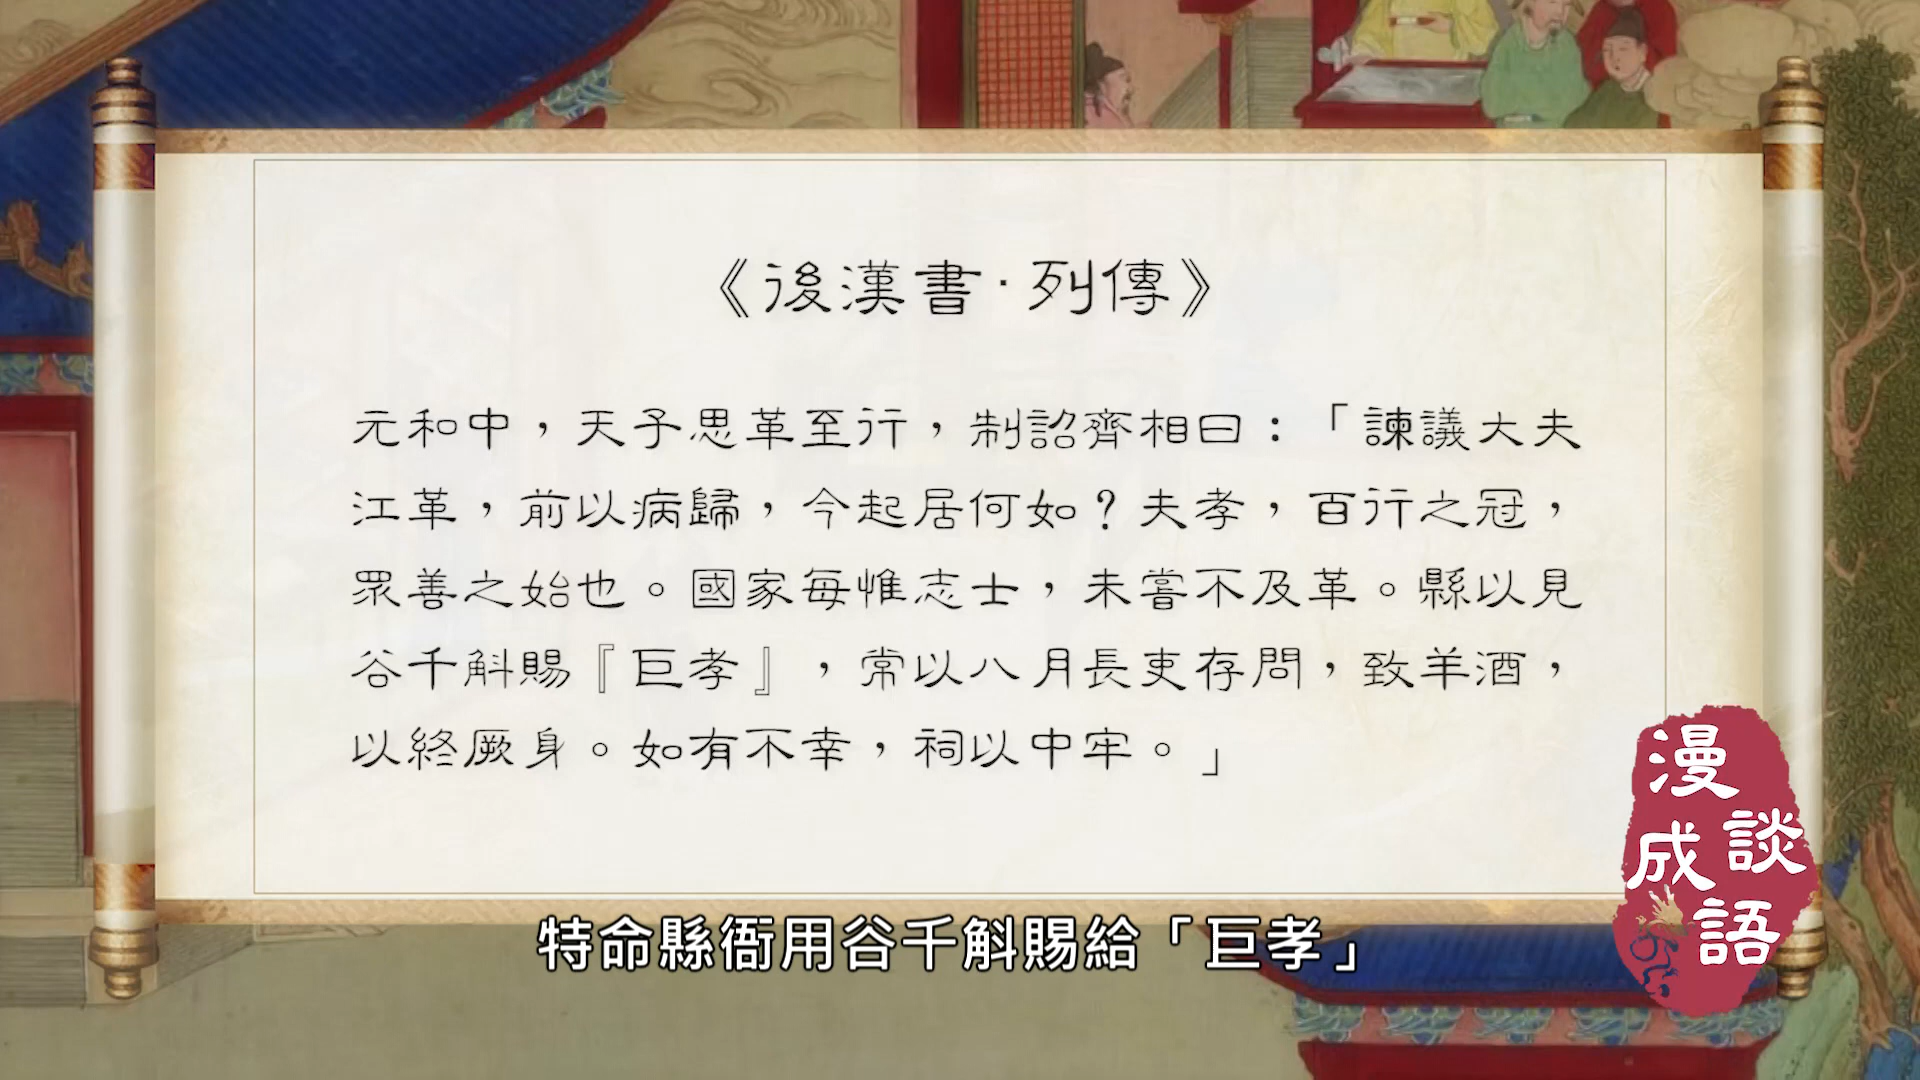 《後漢書·列傳》
元和中，天子思革至行，制詔齊相曰：「諫議大夫
江革，前以病歸，今起居何如？夫孝，百行之冠，
眾善之始也。國家每惟志士，未嘗不及革。縣以見
谷千斛賜『巨孝』，常以八月長吏存問，致羊酒，
以終厥身。如有不幸，祠以中牢。」
特命縣衙用谷千斛賜給「巨孝」
漫談
成語